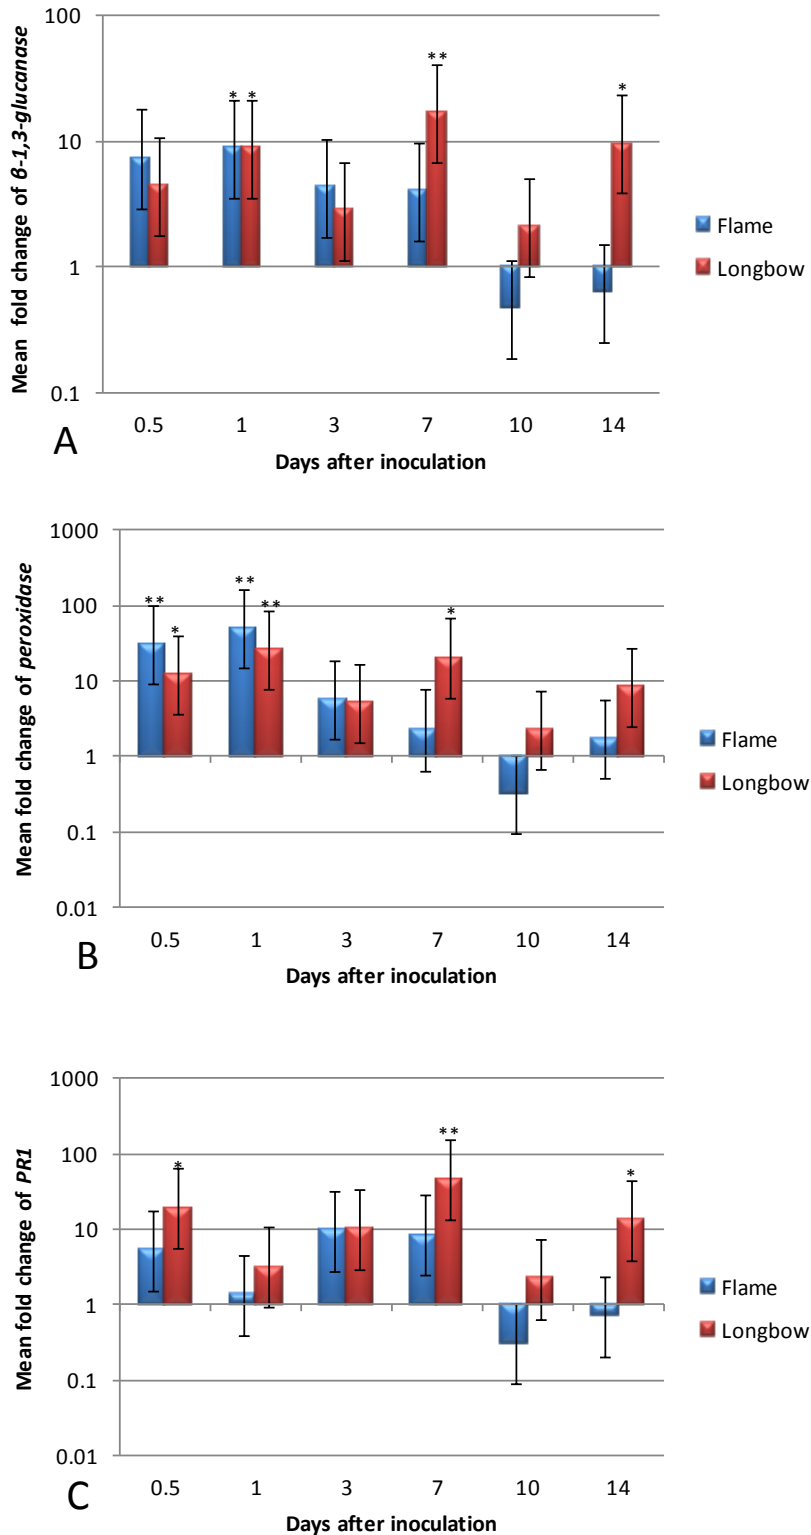 100
10
1
0.1
Mean fold change of β-1,3-glucanase
* * ** *
0.5 1 3 7 10 14
Days after inoculation
A
Flame
Longbow
1000
100
10
1
0.1
0.01
Mean fold change of peroxidase
** * ** ** *
0.5 1 3 7 10 14
Days after inoculation
B
Flame
Longbow
1000
100
10
1
0.1
0.01
Mean fold change of PR1
* ** *
0.5 1 3 7 10 14
Days after inoculation
C
Flame
Longbow